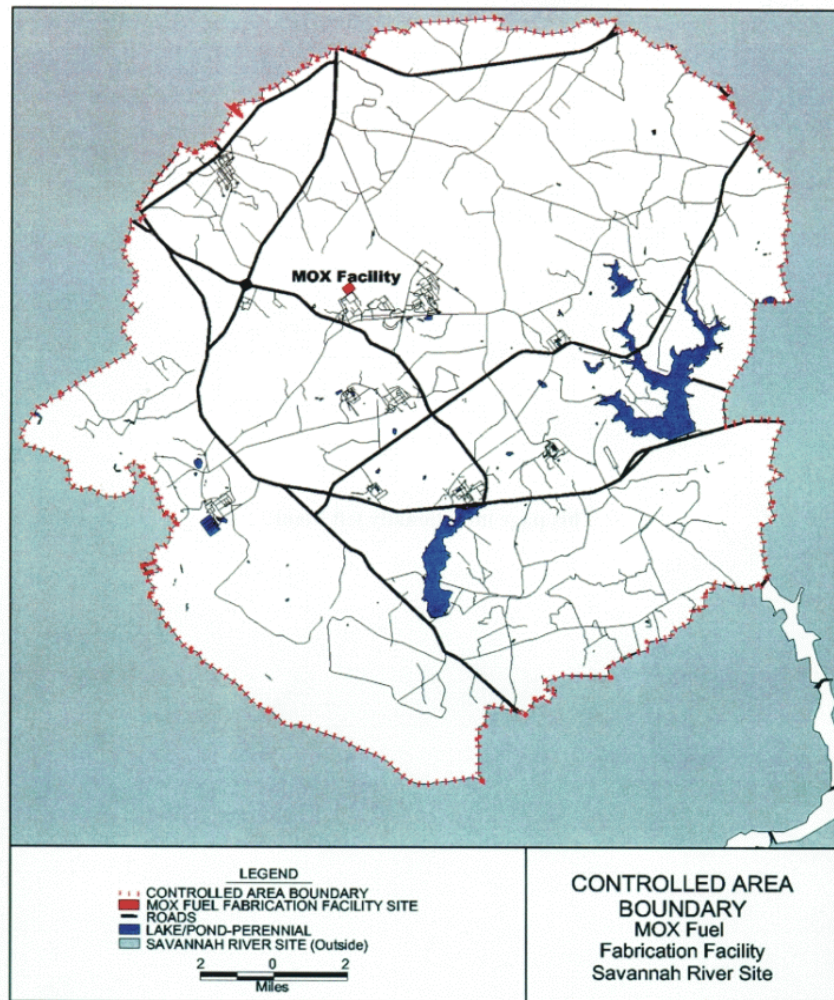 MOX Facility
LEGEND
CONTROLLED AREA BOUNDARY
MOX FUEL FABRICATION FACILITY SITE
ROADS
LAKE/POND-PERENNIAL
SAVANNAH RIVER SITE (Outside)
2 0 2
Miles
CONTROLLED AREA
BOUNDARY
MOX Fuel
Fabrication Facility
Savannah River Site